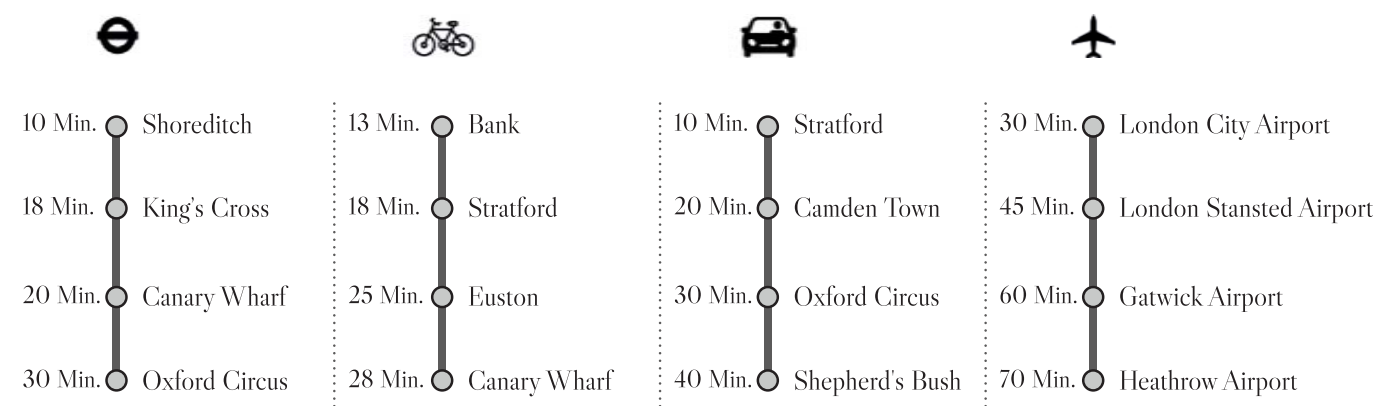 10 Min. Shoreditch
18 Min. King's Cross
20 Min. Canary Wharf
30 Min. Oxford Circus
13 Min. Bank
18 Min. Stratford
25 Min. Euston
28 Min. Canary Wharf
10 Min. Stratford
20 Min. Camden Town
30 Min. Oxford Circus
40 Min. Shepherd's Bush
30 Min. London City Airport
45 Min. London Stansted Airport
60 Min. Gatwick Airport
70 Min. Heathrow Airport